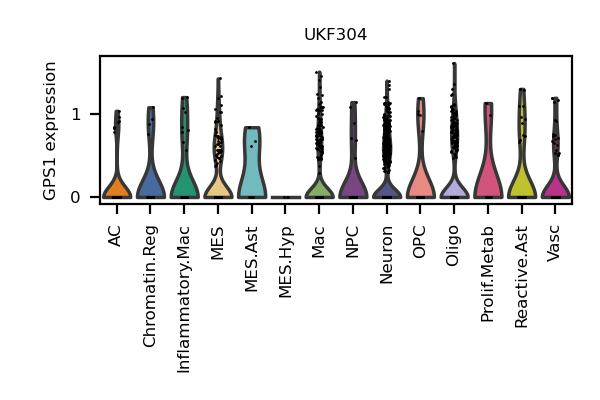 UKF304
GPS1 expression
1
0
AC
Chromatin.Reg
Inflammatory.Mac
MES
MES.Ast
MES.Hyp
Mac
NPC
Neuron
OPC
Oligo
Prolif.Metab
Reactive.Ast
Vasc